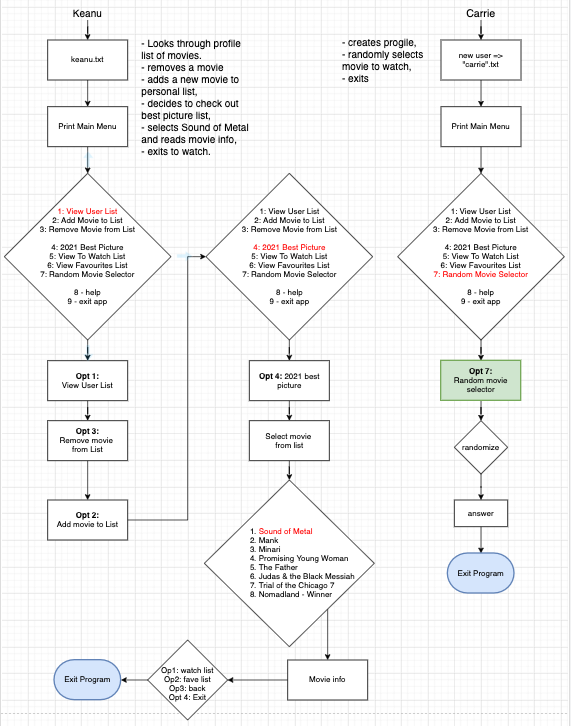 Keanu
keanu.txt
Print Main Menu
- Looks through profile
list of movies.
- removes a movie
- adds a new movie to
personal list,
- decides to check out
best picture list,
- selects Sound of Metal
and reads movie info,
- exits to watch.
1: View User List
2: Add Movie to List
3: Remove Movie from List
4: 2021 Best Picture
5: View To Watch List
6: View Favourites List
7: Random Movie Selector
8 - help
9 - exit app
Opt 1:
View User List
Opt 3:
Remove movie
from List
Opt 2:
Add movie to List
1: View User List
2: Add Movie to List
3: Remove Movie from List
4: 2021 Best Picture
5: View To Watch List
6: View Favourites List
7: Random Movie Selector
8 - help
9 - exit app
Opt 4: 2021 best
picture
Select movie
from list
1. Sound of Metal
2. Mank
3. Minari
4. Promising Young Woman
5. The Father
6. Judas & the Black Messiah
7. Trial of the Chicago 7
8. Nomadland - Winner
Movie info
Op1: watch list
Op2: fave list
Op3: back
Opt 4: Exit
Exit Program
Carrie
- creates progile,
- randomly selects
movie to watch,
- exits
new user =>
"carrie".txt
Print Main Menu
1: View User List
2: Add Movie to List
3: Remove Movie from List
4: 2021 Best Picture
5: View To Watch List
6: View Favourites List
7: Random Movie Selector
8 - help
9 - exit app
Opt 7:
Random movie
selector
randomize
answer
Exit Program